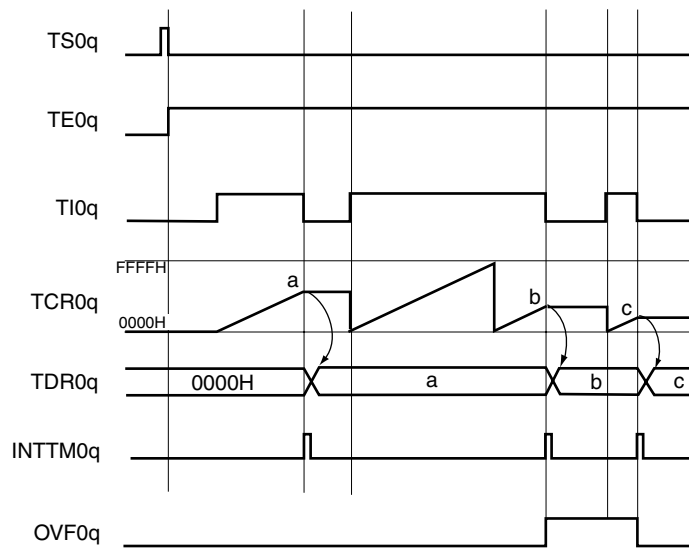 TS0q
TE0q
TI0q
FFFFH
TCR0q
a
b
c
0000H
TDR0q
0000H
a
b
c
INTTM0q
OVF0q